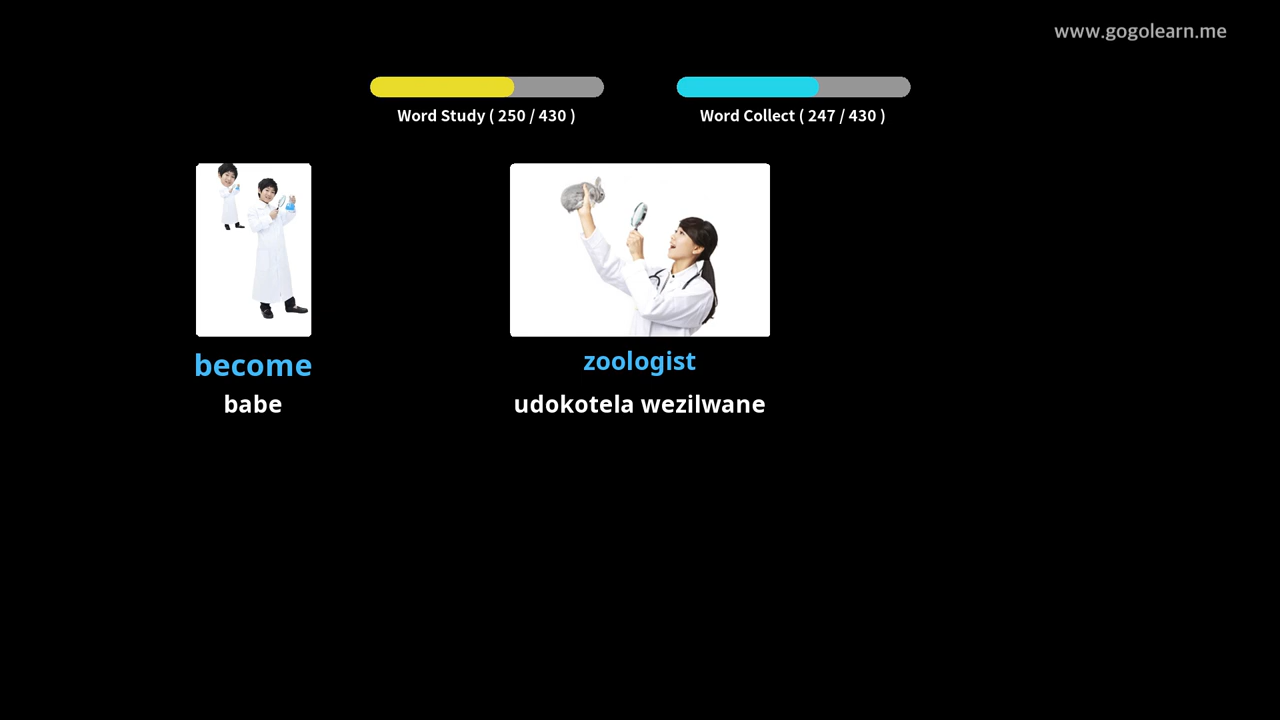 www.gogolearn.me
Word Study ( 250 / 430 )
Word Collect ( 247 / 430 )
become
babe
zoologist
udokotela wezilwane